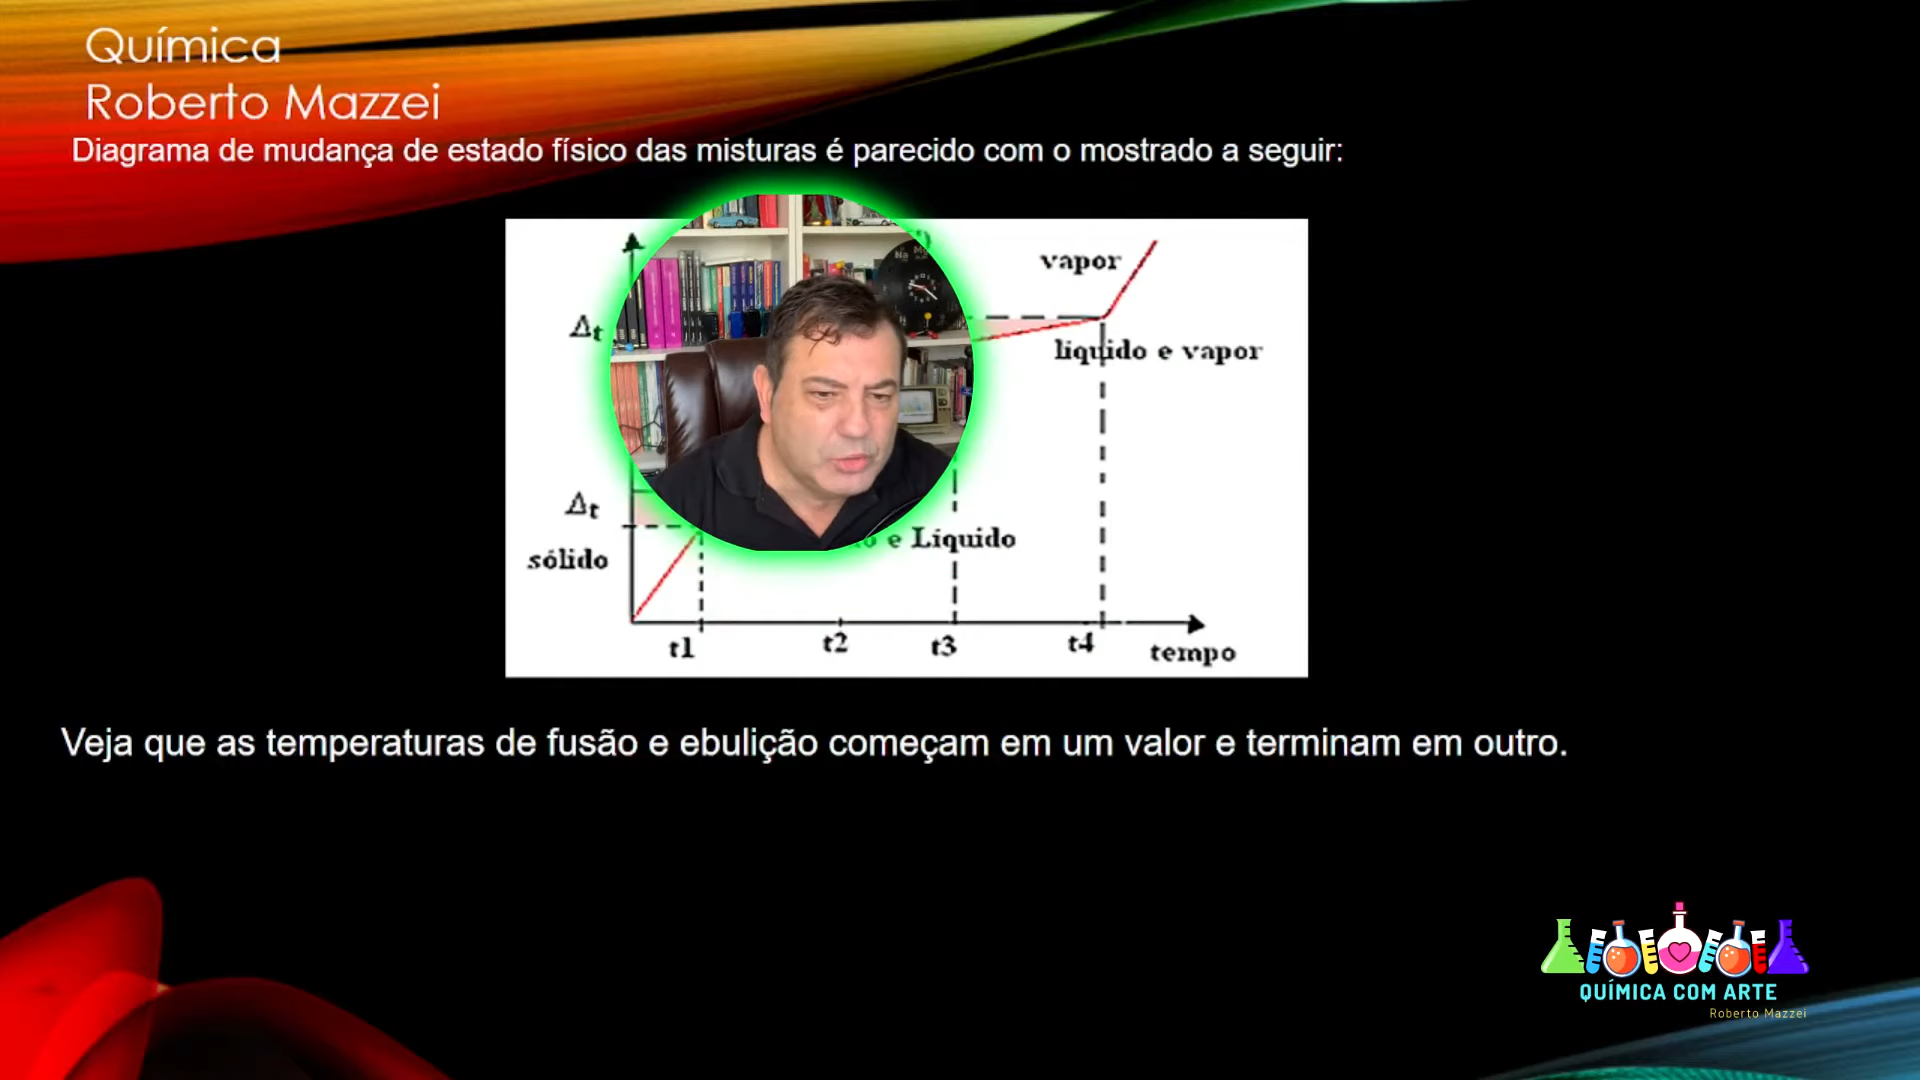 Química
Roberto Mazzei
Diagrama de mudança de estado físico das misturas é parecido com o mostrado a seguir:
vapor
Δt
líquido e vapor
Δt
e Líquido
sólido
t1
t2
t3
t4
tempo
Veja que as temperaturas de fusão e ebulição começam em um valor e terminam em outro.
QUÍMICA COM ARTE
Roberto Mazzei